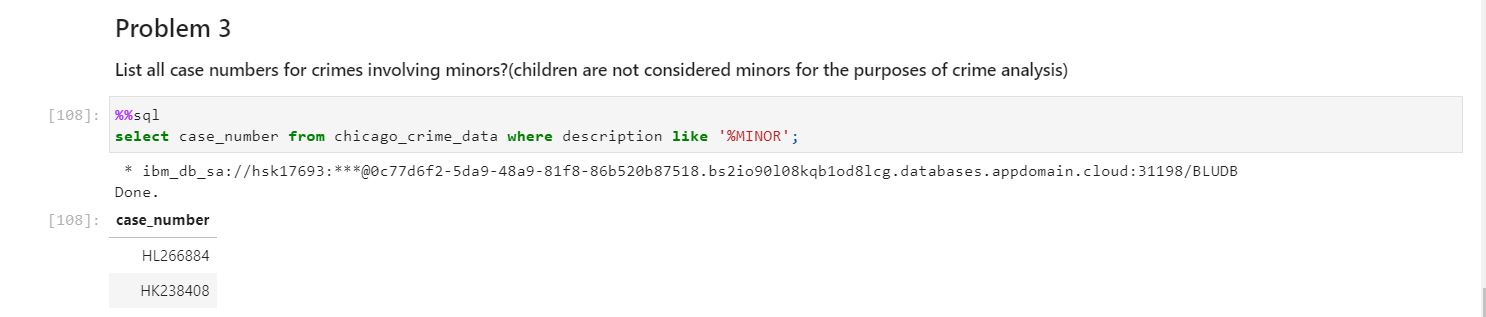 Problem 3
List all case numbers for crimes involving minors?(children are not considered minors for the purposes of crime analysis)
[108]: %%sql
select case_number from chicago_crime_data where description like '%MINOR';
* ibm_db_sa://hsk17693:***@0c77d6f2-5da9-48a9-81f8-86b520b87518.bs2io90l08kqb1od8lcg.databases.appdomain.cloud:31198/BLUDB
Done.
[108]: case_number
HL266884
HK238408